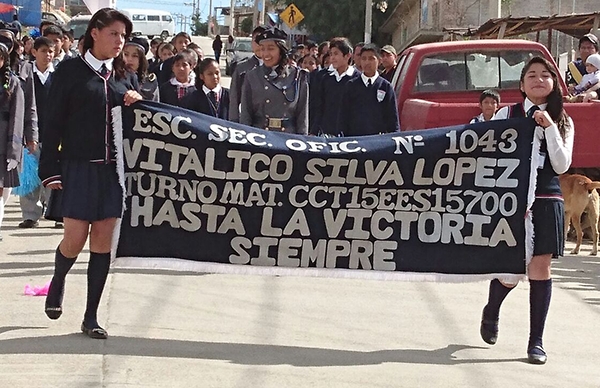 ESC. SEC. OFIC. Nº 1043
VITALICO SILVA LOPEZ
TURNO MAT. CCT15EES15700
HASTA LA VICTORIA
SIEMPRE